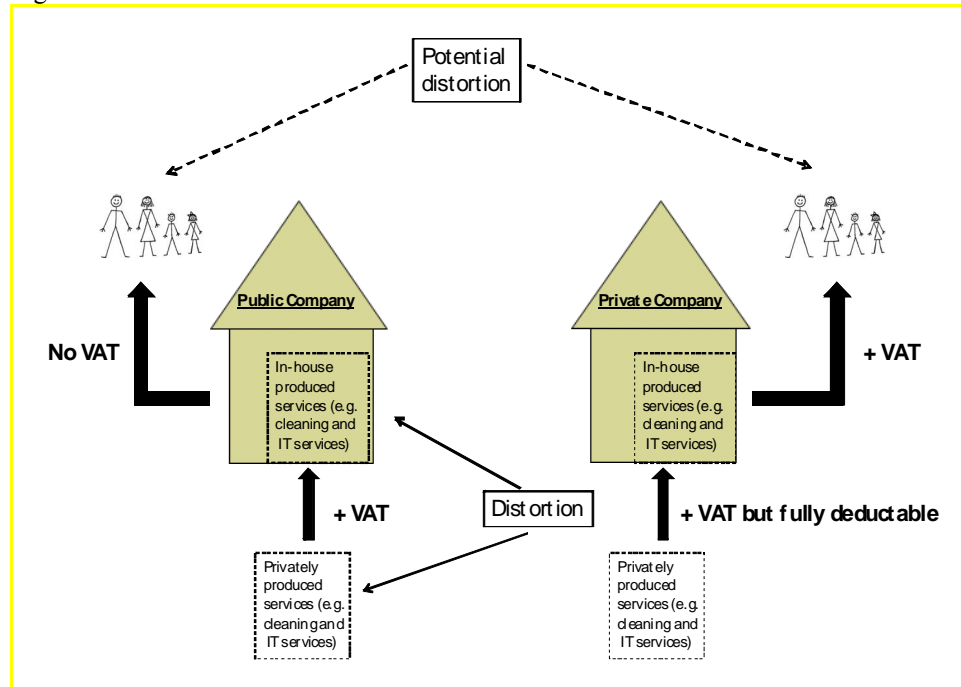 Potential
distortion
Public Company
Private Company
No VAT
+ VAT
In-house
produced
services (e.g.
cleaning and
IT services)
In-house
produced
services (e.g.
cleaning and
IT services)
+ VAT
Distortion
+ VAT but fully deductable
Privately
produced
services (e.g.
cleaning and
IT services)
Privately
produced
services (e.g.
cleaning and
IT services)